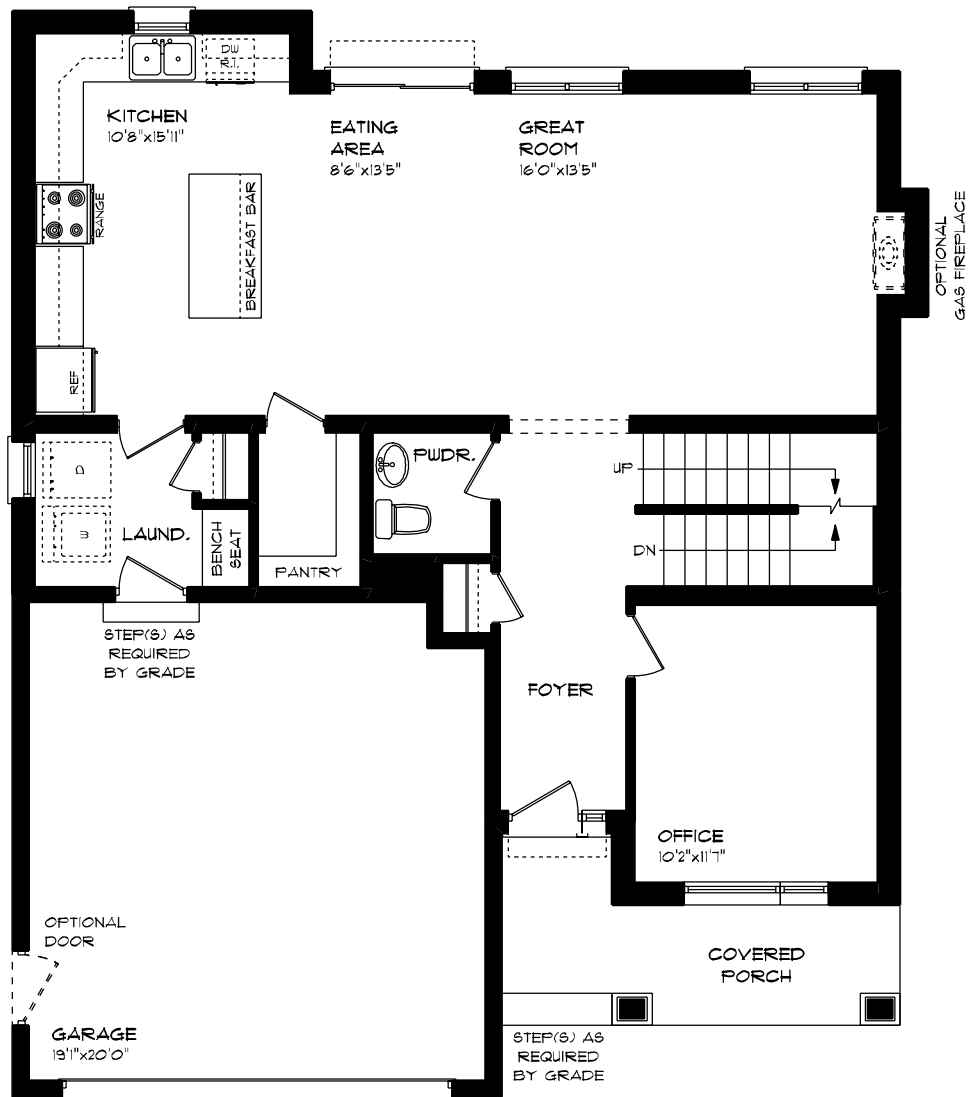 DW
R.I.
KITCHEN
10'8"x15'11"
EATING
AREA
8'6"x13'5"
GREAT
ROOM
16'0"x13'5"
RANGE
BREAKFAST BAR
OPTIONAL
GAS FIREPLACE
REF
D
W
LAUND.
BENCH
SEAT
PANTRY
PWDR.
UP
DN
STEP(S) AS
REQUIRED
BY GRADE
FOYER
OFFICE
10'2"x11'7"
OPTIONAL
DOOR
COVERED
PORCH
GARAGE
19'1"x20'0"
STEP(S) AS
REQUIRED
BY GRADE